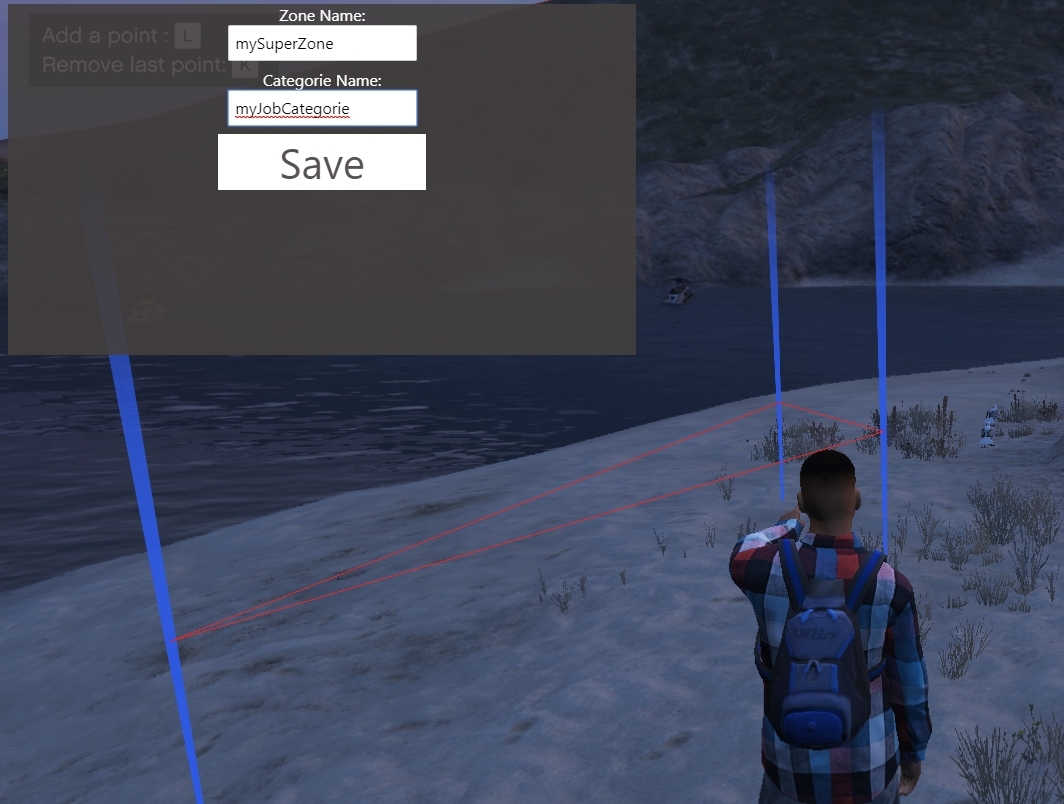 Zone Name:
Add a point : L
mySuperZone
Remove last point: K
Categorie Name:
myJobCategorie
Save